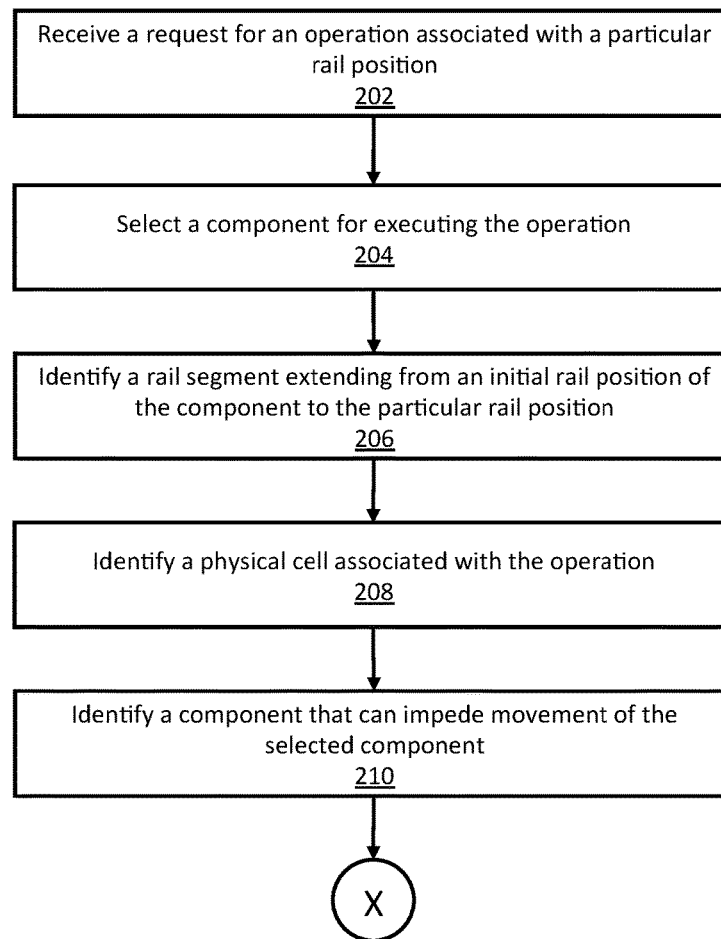 Receive a request for an operation associated with a particular
rail position
202
Select a component for executing the operation
204
Identify a rail segment extending from an initial rail position of
the component to the particular rail position
206
Identify a physical cell associated with the operation
208
Identify a component that can impede movement of the
selected component
210
X